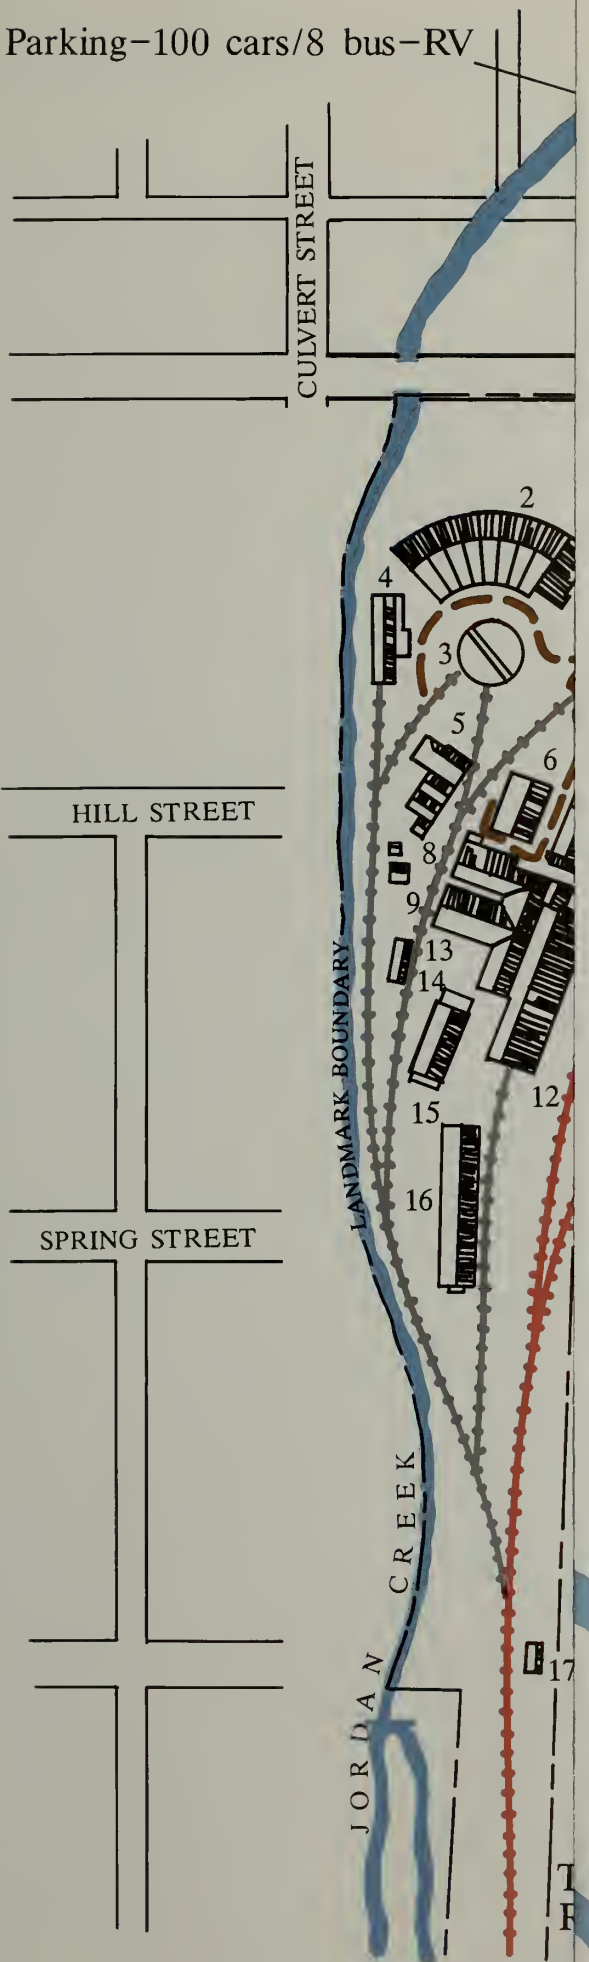 Parking-100 cars/8 bus-RV
CULVERT STREET
2
4
3
5
6
HILL STREET
8
9
13
14
LANDMARK BOUNDARY
12
15
16
SPRING STREET
JORDAN CREEK
17
T